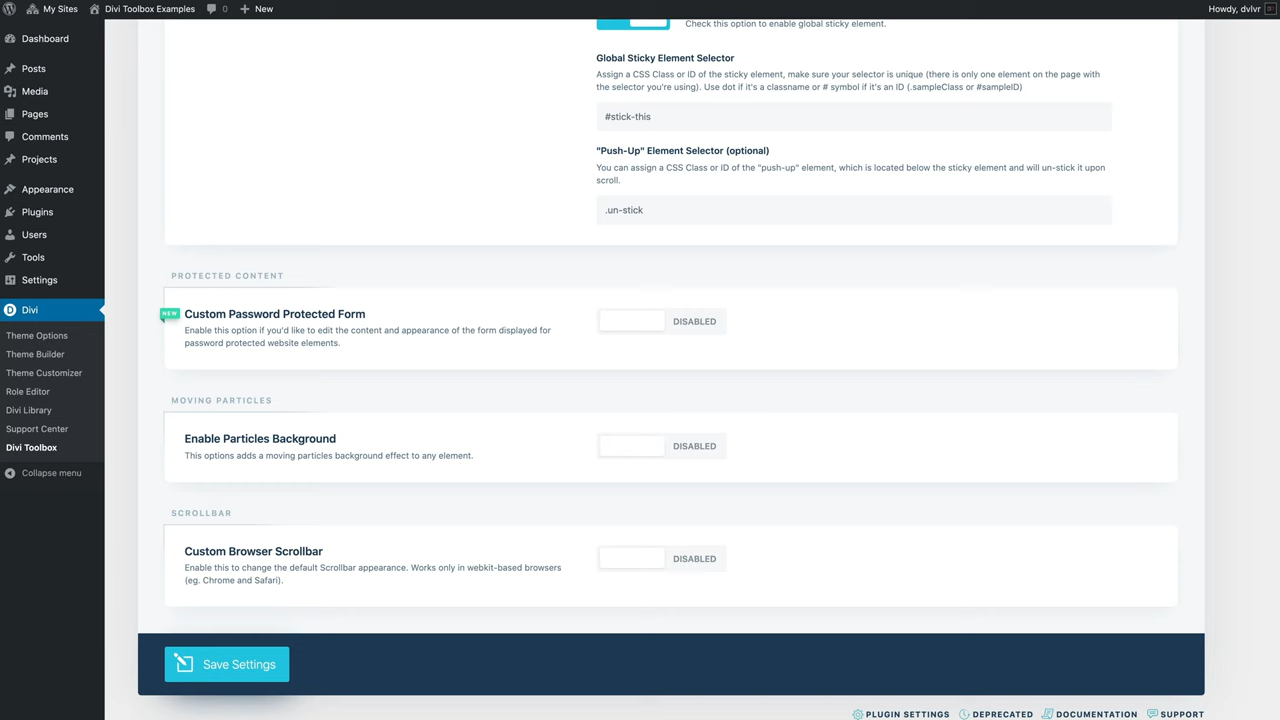 My Sites
Divi Toolbox Examples
0
New
Howdy, dvlvr
Dashboard
Posts
Media
Pages
Comments
Projects
Appearance
Plugins
Users
Tools
Settings
Divi
Theme Options
Theme Builder
Theme Customizer
Role Editor
Divi Library
Support Center
Divi Toolbox
Collapse menu
Check this option to enable global sticky element.
Global Sticky Element Selector
Assign a CSS Class or ID of the sticky element, make sure your selector is unique (there is only one element on the page with
the selector you're using). Use dot if it's a classname or # symbol if it's an ID (.sampleClass or #sampleID)
#stick-this
"Push-Up" Element Selector (optional)
You can assign a CSS Class or ID of the "push-up" element, which is located below the sticky element and will un-stick it upon
scroll.
.un-stick
PROTECTED CONTENT
NEW
Custom Password Protected Form
Enable this option if you'd like to edit the content and appearance of the form displayed for
password protected website elements.
DISABLED
MOVING PARTICLES
Enable Particles Background
This options adds a moving particles background effect to any element.
DISABLED
SCROLLBAR
Custom Browser Scrollbar
Enable this to change the default Scrollbar appearance. Works only in webkit-based browsers
(eg. Chrome and Safari).
DISABLED
Save Settings
PLUGIN SETTINGS
DEPRECATED
DOCUMENTATION
SUPPORT